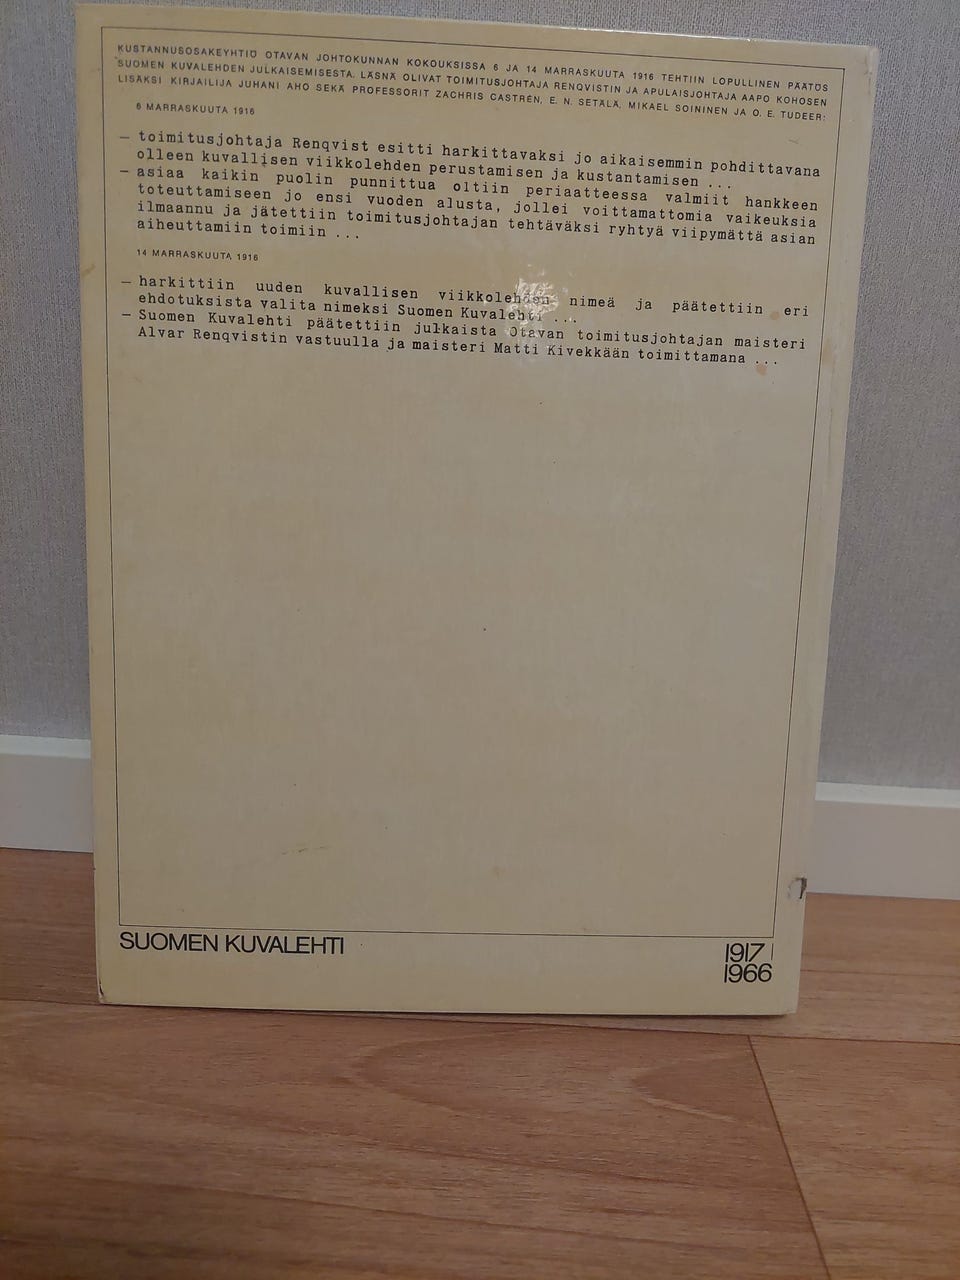 KUSTANNUSOSAKEYHTIÖ OTAVAN JOHTOKUNNAN KOKOUKSISSA 6 JA 14 MARRASKUUTA 1916 TEHTIIN LOPULLINEN PÄÄTÖS
SUOMEN KUVALEHDEN JULKAISEMISESTA. LÄSNÄ OLIVAT TOIMITUSJOHTAJA RENQVISTIN JA APULAISJOHTAJA AAPO KOHOSEN
LISÄKSI KIRJAILIJA JUHANI AHO SEKÄ PROFESSORIT ZACHRIS CASTRÉN, E. N. SETÄLÄ, MIKAEL SOININEN JA O. E. TUDEER:
6 MARRASKUUTA 1916
— toimitusjohtaja Renqvist esitti harkittavaksi jo aikaisemmin pohdittavana
olleen kuvallisen viikkolehden perustamisen ja kustantamisen ...
— asiaa kaikin puolin punnittua oltiin periaatteessa valmiit hankkeen
toteuttamiseen jo ensi vuoden alusta, jollei voittamattomia vaikeuksia
ilmaannu ja jätettiin toimitusjohtajan tehtäväksi ryhtyä viipymättä asian
aiheuttamiin toimiin ...
14 MARRASKUUTA 1916
— harkittiin uuden kuvallisen viikkolehden nimeä ja päätettiin eri
ehdotuksista valita nimeksi Suomen Kuvalehti ...
— Suomen Kuvalehti päätettiin julkaista Otavan toimitusjohtajan maisteri
Alvar Renqvistin vastuulla ja maisteri Matti Kivekkään toimittamana ...
SUOMEN KUVALEHTI
1917
1966